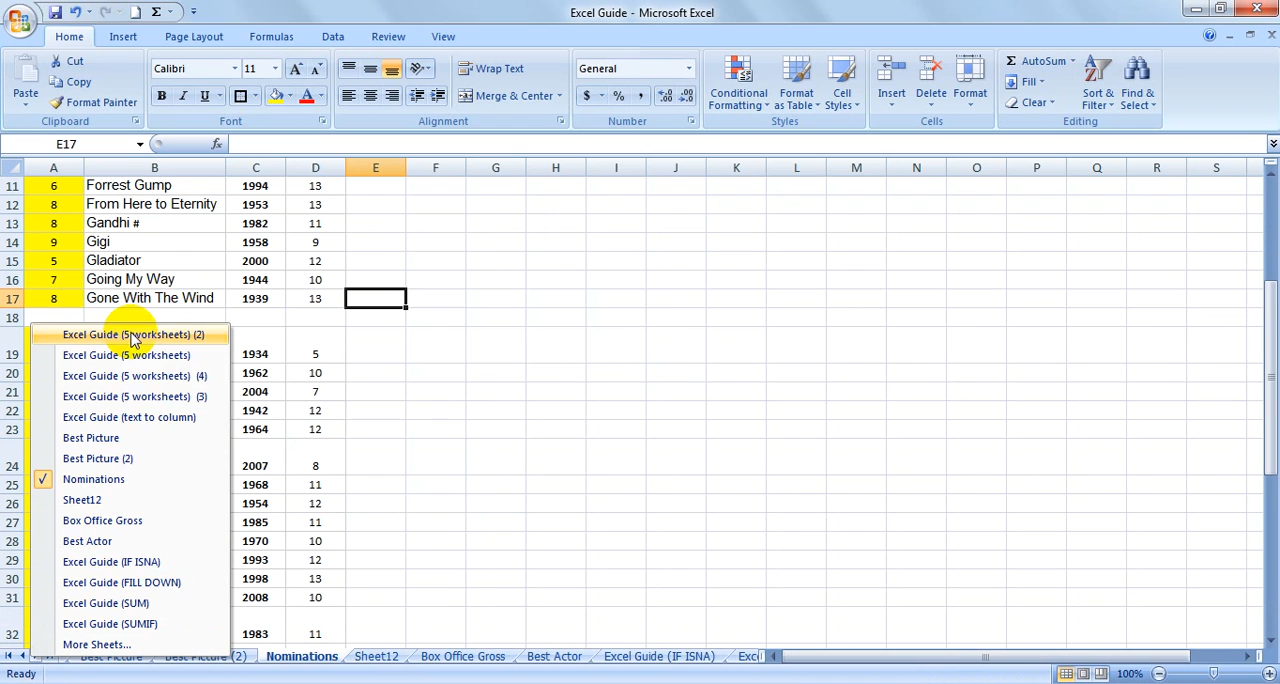 Excel Guide - Microsoft Excel
Home Insert Page Layout Formulas Data Review View
Paste Cut Copy Format Painter Clipboard
Calibri 11 A A B I U A Font
Wrap Text Merge & Center Alignment
General $ % , .0 .00 .00 .0 Number
Conditional Formatting Format as Table Cell Styles Styles
Insert Delete Format Cells
Σ AutoSum Fill Clear Sort & Filter Find & Select Editing
E17 fx
A B C D E F G H I J K L M N O P Q R S
11 6 Forrest Gump 1994 13
12 8 From Here to Eternity 1953 13
13 8 Gandhi # 1982 11
14 9 Gigi 1958 9
15 5 Gladiator 2000 12
16 7 Going My Way 1944 10
17 8 Gone With The Wind 1939 13
18
19 1934 5
20 1962 10
21 2004 7
22 1942 12
23 1964 12
24 2007 8
25 1968 11
26 1954 12
27 1985 11
28 1970 10
29 1993 12
30 1998 13
31 2008 10
32 1983 11
Excel Guide (5 worksheets) (2)
Excel Guide (5 worksheets)
Excel Guide (5 worksheets) (4)
Excel Guide (5 worksheets) (3)
Excel Guide (text to column)
Best Picture
Best Picture (2)
Nominations
Sheet12
Box Office Gross
Best Actor
Excel Guide (IF ISNA)
Excel Guide (FILL DOWN)
Excel Guide (SUM)
Excel Guide (SUMIF)
More Sheets...
Best Picture Best Picture (2) Nominations Sheet12 Box Office Gross Best Actor Excel Guide (IF ISNA) Exc
Ready 100%